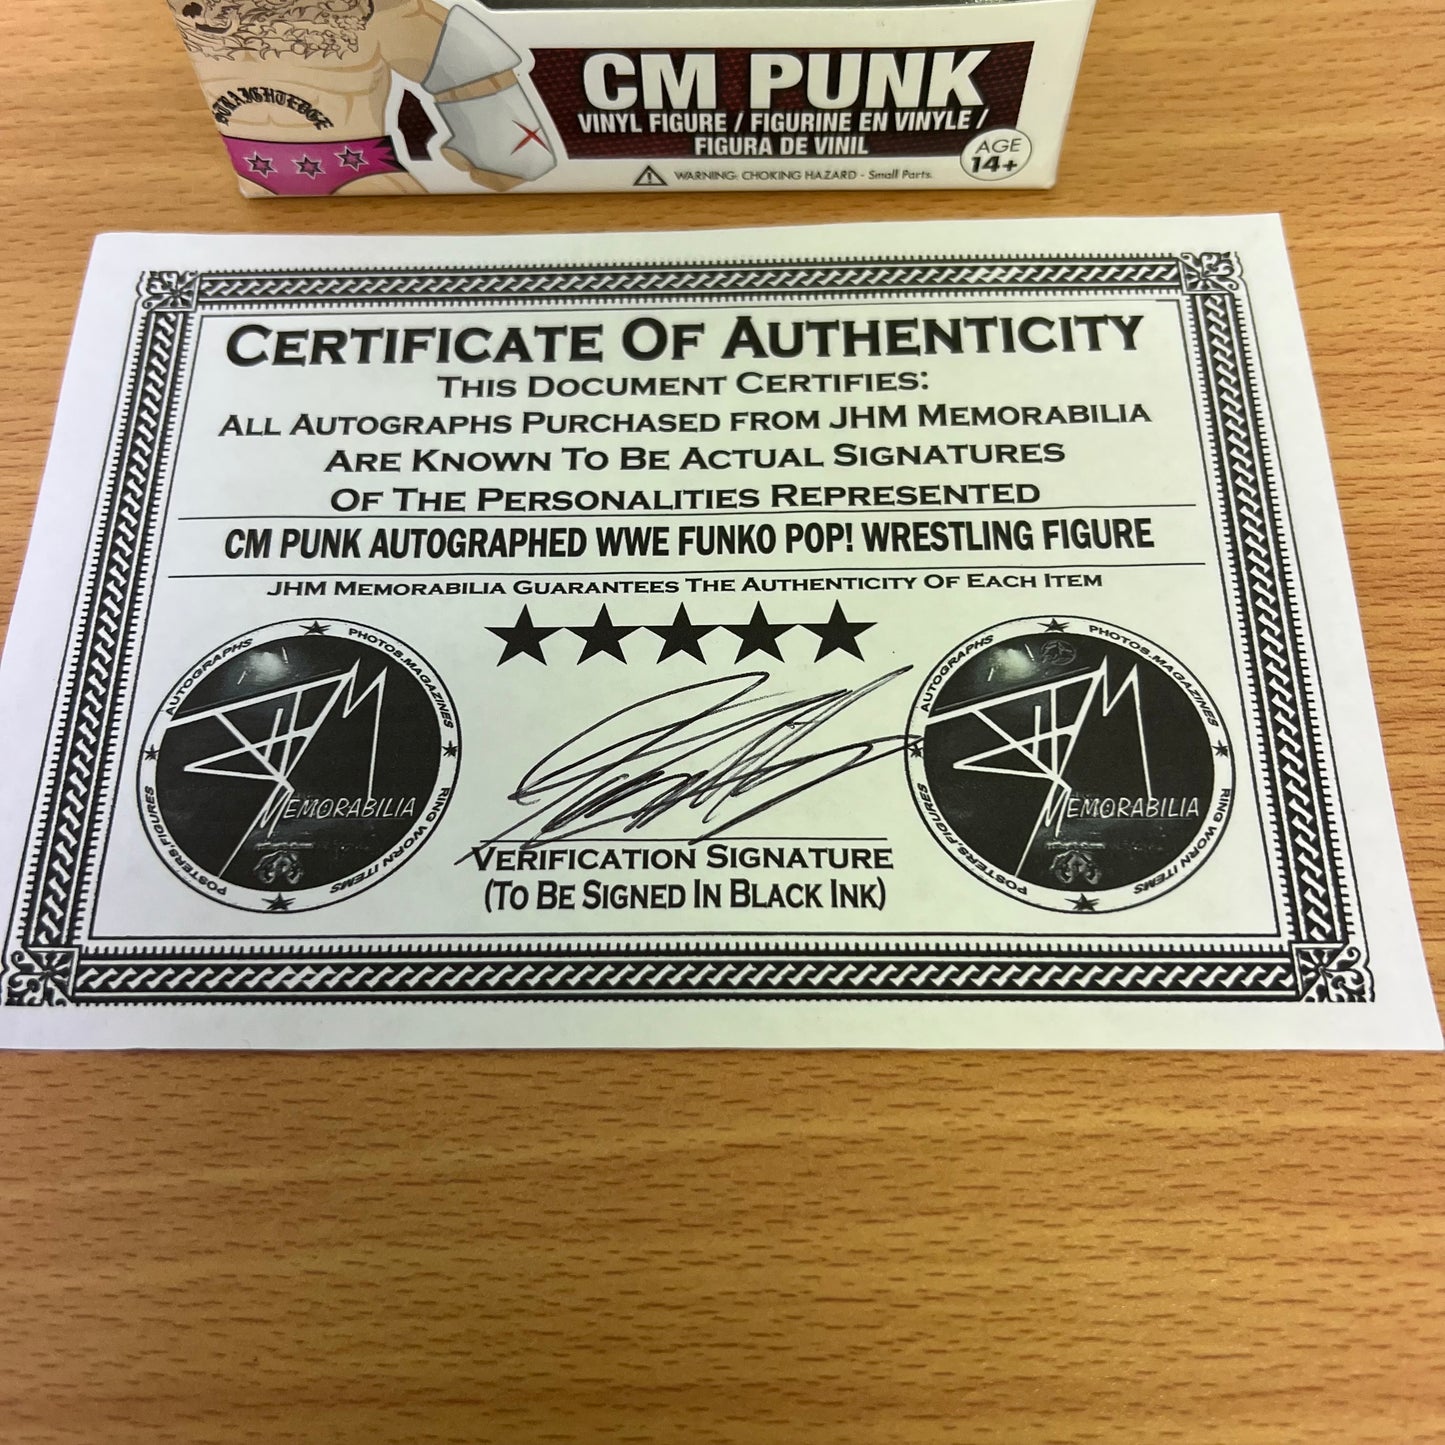 STRAIGHTEDGE
CM PUNK
VINYL FIGURE / FIGURINE EN VINYLE /
FIGURA DE VINIL
AGE
14+
WARNING: CHOKING HAZARD - Small Parts.
CERTIFICATE OF AUTHENTICITY
THIS DOCUMENT CERTIFIES:
ALL AUTOGRAPHS PURCHASED FROM JHM MEMORABILIA
ARE KNOWN TO BE ACTUAL SIGNATURES
OF THE PERSONALITIES REPRESENTED
CM PUNK AUTOGRAPHED WWE FUNKO POP! WRESTLING FIGURE
JHM MEMORABILIA GUARANTEES THE AUTHENTICITY OF EACH ITEM
AUTOGRAPHS
PHOTOS.MAGAZINES
RING WORN ITEMS
POSTERS.FIGURES
JHM
MEMORABILIA
AUTOGRAPHS
PHOTOS.MAGAZINES
RING WORN ITEMS
POSTERS.FIGURES
JHM
MEMORABILIA
VERIFICATION SIGNATURE
(TO BE SIGNED IN BLACK INK)